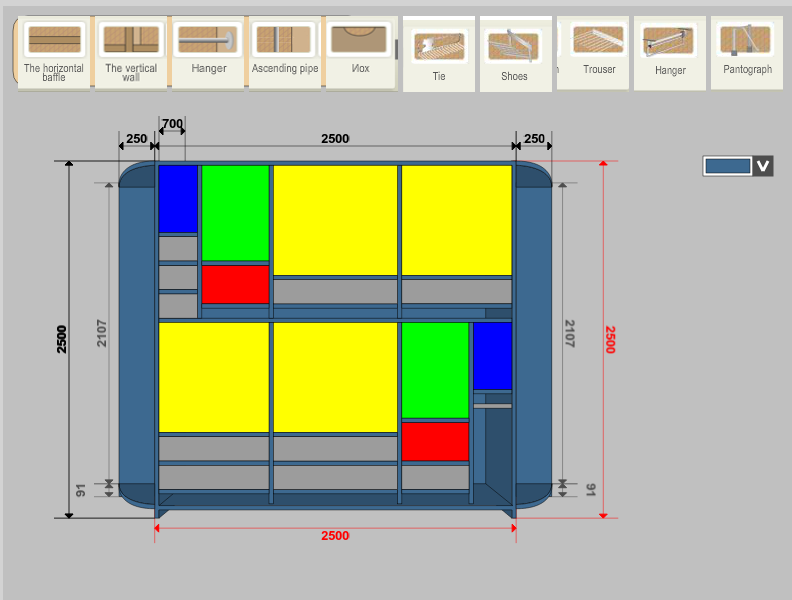 The horizontal
baffle
The vertical
wall
Hanger
Ascending pipe
Иox
Tie
Shoes
Trouser
Hanger
Pantograph
700
250
2500
250
2500
2107
2107
2500
91
91
2500
V